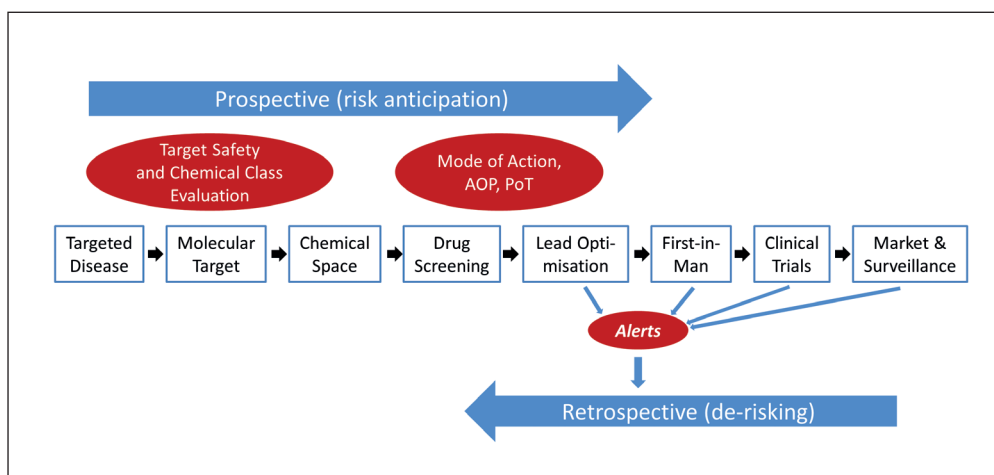 Prospective (risk anticipation)
Target Safety
and Chemical Class
Evaluation
Mode of Action,
AOP, PoT
Targeted
Disease
Molecular
Target
Chemical
Space
Drug
Screening
Lead Opti-
misation
First-in-
Man
Clinical
Trials
Market &
Surveillance
Alerts
Retrospective (de-risking)